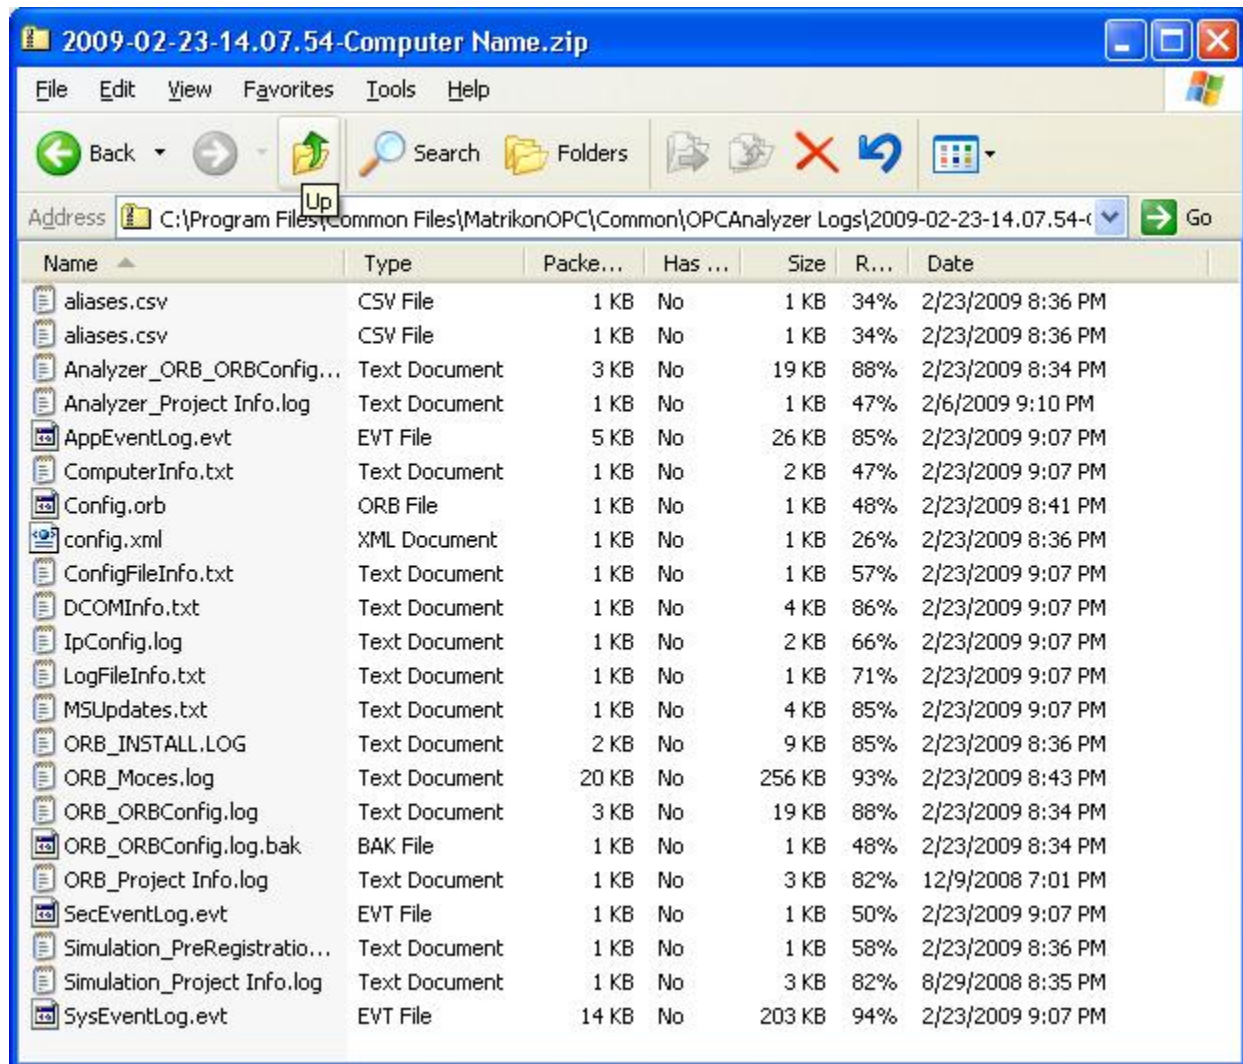 2009-02-23-14.07.54-Computer Name.zip
File Edit View Favorites Tools Help
Back Search Folders
Up
Address C:\Program Files\Common Files\MatrikonOPC\Common\OPCAnalyzer Logs\2009-02-23-14.07.54-( Go
Name Type Packe... Has ... Size R... Date
aliases.csv CSV File 1 KB No 1 KB 34% 2/23/2009 8:36 PM
aliases.csv CSV File 1 KB No 1 KB 34% 2/23/2009 8:36 PM
Analyzer_ORB_ORBConfig... Text Document 3 KB No 19 KB 88% 2/23/2009 8:34 PM
Analyzer_Project Info.log Text Document 1 KB No 1 KB 47% 2/6/2009 9:10 PM
AppEventLog.evt EVT File 5 KB No 26 KB 85% 2/23/2009 9:07 PM
ComputerInfo.txt Text Document 1 KB No 2 KB 47% 2/23/2009 9:07 PM
Config.orb ORB File 1 KB No 1 KB 48% 2/23/2009 8:41 PM
config.xml XML Document 1 KB No 1 KB 26% 2/23/2009 8:36 PM
ConfigFileInfo.txt Text Document 1 KB No 1 KB 57% 2/23/2009 9:07 PM
DCOMInfo.txt Text Document 1 KB No 4 KB 86% 2/23/2009 9:07 PM
IpConfig.log Text Document 1 KB No 2 KB 66% 2/23/2009 9:07 PM
LogFileInfo.txt Text Document 1 KB No 1 KB 71% 2/23/2009 9:07 PM
MSUpdates.txt Text Document 1 KB No 4 KB 85% 2/23/2009 9:07 PM
ORB_INSTALL.LOG Text Document 2 KB No 9 KB 85% 2/23/2009 8:36 PM
ORB_Moces.log Text Document 20 KB No 256 KB 93% 2/23/2009 8:43 PM
ORB_ORBConfig.log Text Document 3 KB No 19 KB 88% 2/23/2009 8:34 PM
ORB_ORBConfig.log.bak BAK File 1 KB No 1 KB 48% 2/23/2009 8:34 PM
ORB_Project Info.log Text Document 1 KB No 3 KB 82% 12/9/2008 7:01 PM
SecEventLog.evt EVT File 1 KB No 1 KB 50% 2/23/2009 9:07 PM
Simulation_PreRegistratio... Text Document 1 KB No 1 KB 58% 2/23/2009 8:36 PM
Simulation_Project Info.log Text Document 1 KB No 3 KB 82% 8/29/2008 8:35 PM
SysEventLog.evt EVT File 14 KB No 203 KB 94% 2/23/2009 9:07 PM